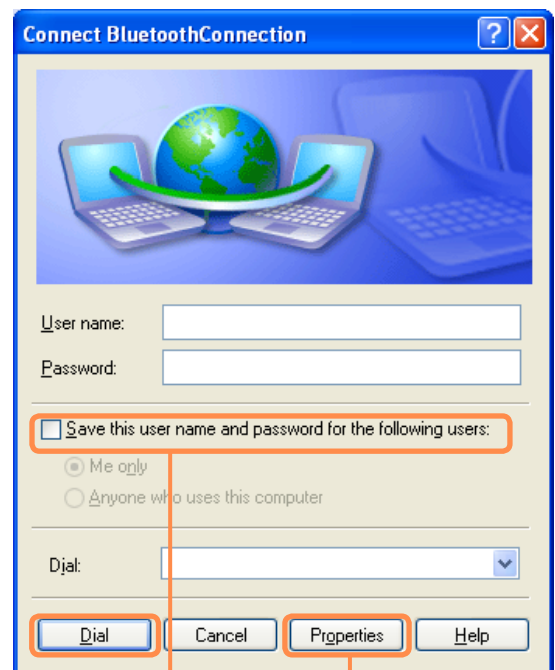 Connect BluetoothConnection
User name:
Password:
Save this user name and password for the following users:
Me only
Anyone who uses this computer
Dial:
Dial Cancel Properties Help